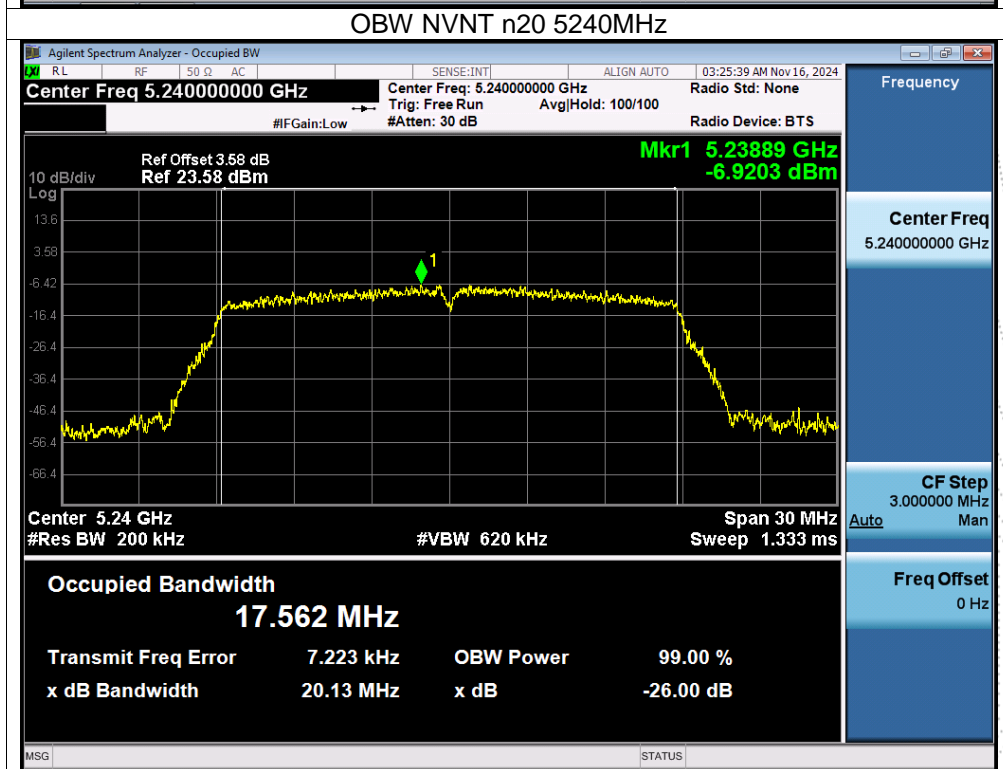 OBW NVNT n20 5240MHz
Agilent Spectrum Analyzer - Occupied BW
LXI RL RF 50 Ω AC SENSE:INT ALIGN AUTO 03:25:39 AM Nov 16, 2024
Center Freq 5.240000000 GHz
Center Freq: 5.240000000 GHz Radio Std: None
Trig: Free Run Avg|Hold: 100/100
#IFGain:Low #Atten: 30 dB Radio Device: BTS
Frequency
Mkr1 5.23889 GHz
-6.9203 dBm
Ref Offset 3.58 dB
10 dB/div Ref 23.58 dBm
Log
13.6
3.58
-6.42
-16.4
-26.4
-36.4
-46.4
-56.4
-66.4
1
Center 5.24 GHz Span 30 MHz
#Res BW 200 kHz #VBW 620 kHz Sweep 1.333 ms
Center Freq
5.240000000 GHz
CF Step
3.000000 MHz
Auto Man
Freq Offset
0 Hz
Occupied Bandwidth
17.562 MHz
Transmit Freq Error 7.223 kHz OBW Power 99.00 %
x dB Bandwidth 20.13 MHz x dB -26.00 dB
MSG STATUS